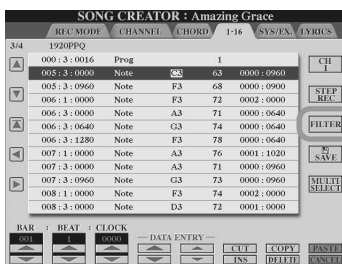 SONG CREATOR : Amazing Grace
REC MODE CHANNEL CHORD 1-16 SYS/EX. LYRICS
3/4 1920PPQ
000 : 3 : 0016 Prog 1
005 : 3 : 0000 Note C3 63 0000 : 0960
005 : 3 : 0960 Note F3 68 0000 : 0900
006 : 1 : 0000 Note F3 72 0002 : 0000
006 : 3 : 0000 Note A3 71 0000 : 0640
006 : 3 : 0640 Note G3 74 0000 : 0640
006 : 3 : 1280 Note F3 78 0000 : 0640
007 : 1 : 0000 Note A3 76 0001 : 1020
007 : 3 : 0000 Note A3 71 0000 : 0960
007 : 3 : 0960 Note G3 73 0000 : 0960
008 : 1 : 0000 Note F3 74 0002 : 0000
008 : 3 : 0000 Note D3 72 0001 : 0000
CH
1
STEP
REC
FILTER
SAVE
MULTI
SELECT
BAR : BEAT : CLOCK
001 1 0000
DATA ENTRY
CUT COPY PASTE
INS DELETE CANCEL